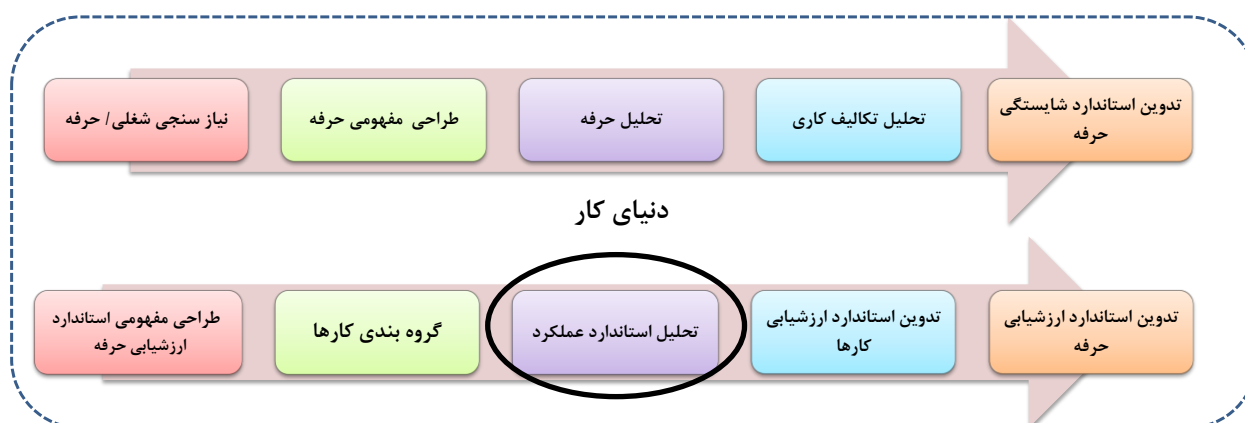 نیاز سنجی شغلی/ حرفه
طراحی مفهومی حرفه
تحلیل حرفه
تحلیل تکالیف کاری
تدوین استاندارد شایستگی
حرفه
دنیای کار
طراحی مفهومی استاندارد
ارزشیابی حرفه
گروه بندی کارها
تحلیل استاندارد عملکرد
تدوین استاندارد ارزشیابی
کارها
تدوین استاندارد ارزشیابی
حرفه